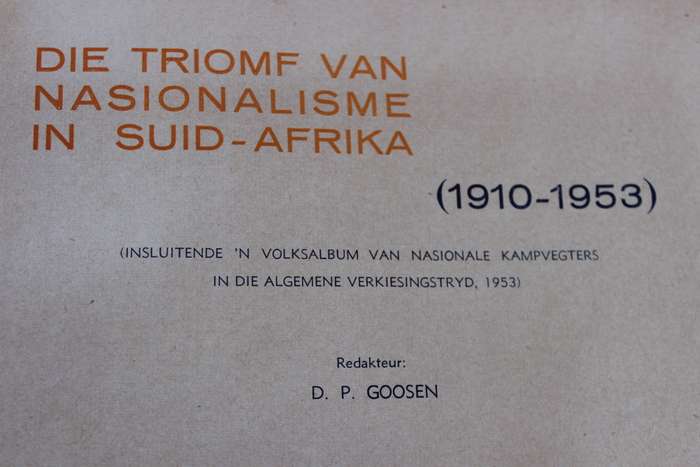 DIE TRIOMF VAN
NASIONALISME
IN SUID-AFRIKA
(1910-1953)
(INSLUITENDE 'N VOLKSALBUM VAN NASIONALE KAMPVEGTERS
IN DIE ALGEMENE VERKIESINGSTRYD, 1953)
Redakteur:
D. P. GOOSEN